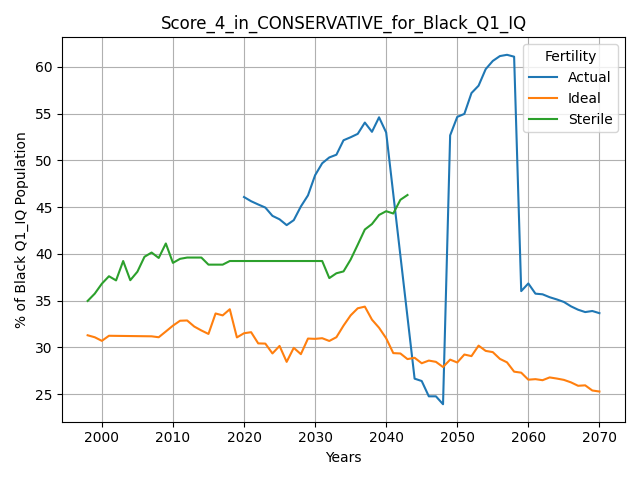 Score_4_in_CONSERVATIVE_for_Black_Q1_IQ
Fertility
Actual
Ideal
Sterile
% of Black Q1_IQ Population
60
55
50
45
40
35
30
25
2000
2010
2020
2030
2040
2050
2060
2070
Years